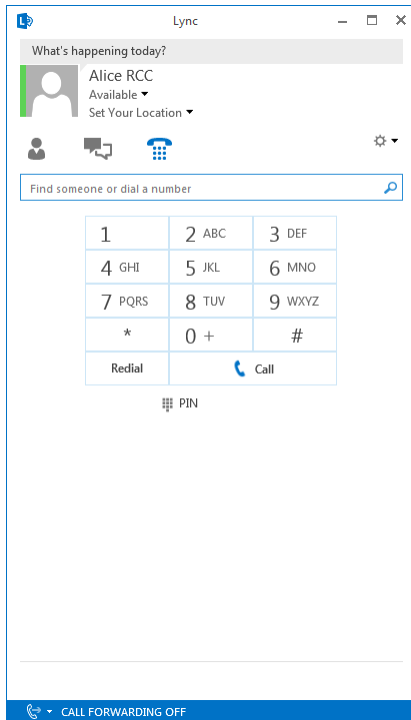 Lync
What's happening today?
Alice RCC
Available
Set Your Location
Find someone or dial a number
1 2 ABC 3 DEF
4 GHI 5 JKL 6 MNO
7 PQRS 8 TUV 9 WXYZ
* 0 + #
Redial Call
PIN
CALL FORWARDING OFF